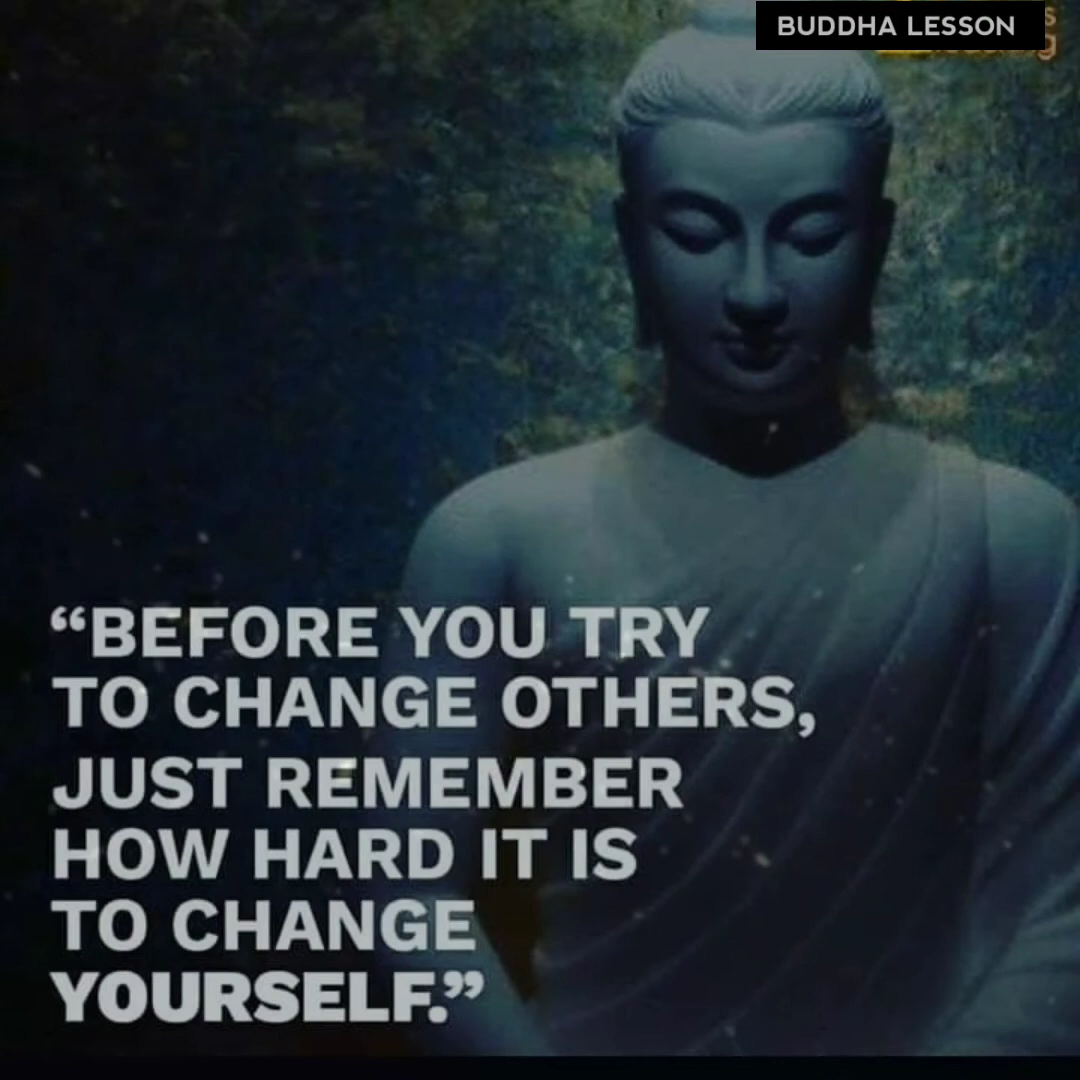 BUDDHA LESSON
“BEFORE YOU TRY
TO CHANGE OTHERS,
JUST REMEMBER
HOW HARD IT IS
TO CHANGE
YOURSELF.”